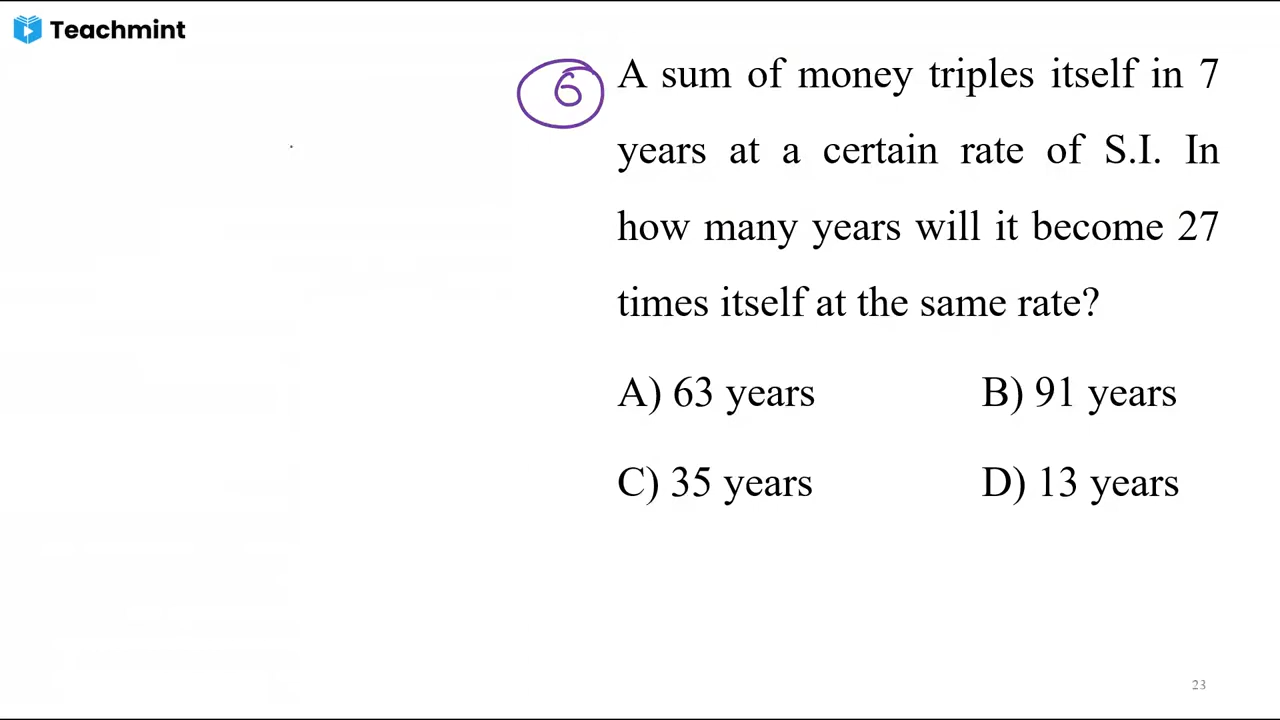 Teachmint
6
A sum of money triples itself in 7
years at a certain rate of S.I. In
how many years will it become 27
times itself at the same rate?
A) 63 years B) 91 years
C) 35 years D) 13 years
23